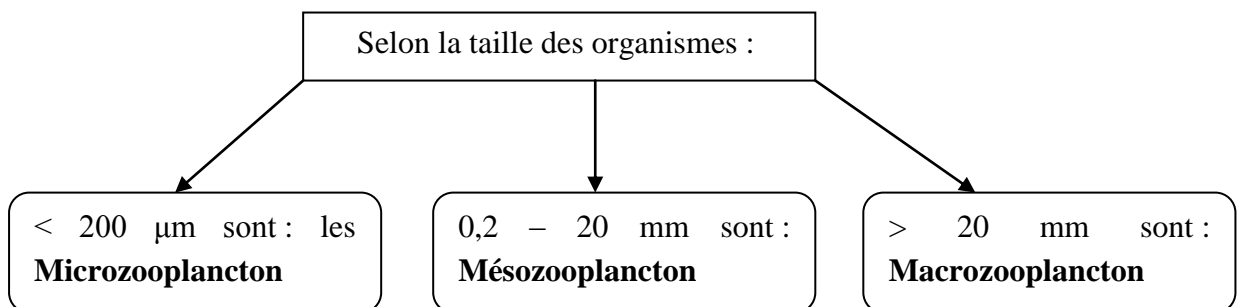 Selon la taille des organismes :
< 200 μm sont : les
Microzooplancton
0,2 – 20 mm sont :
Mésozooplancton
> 20 mm sont :
Macrozooplancton